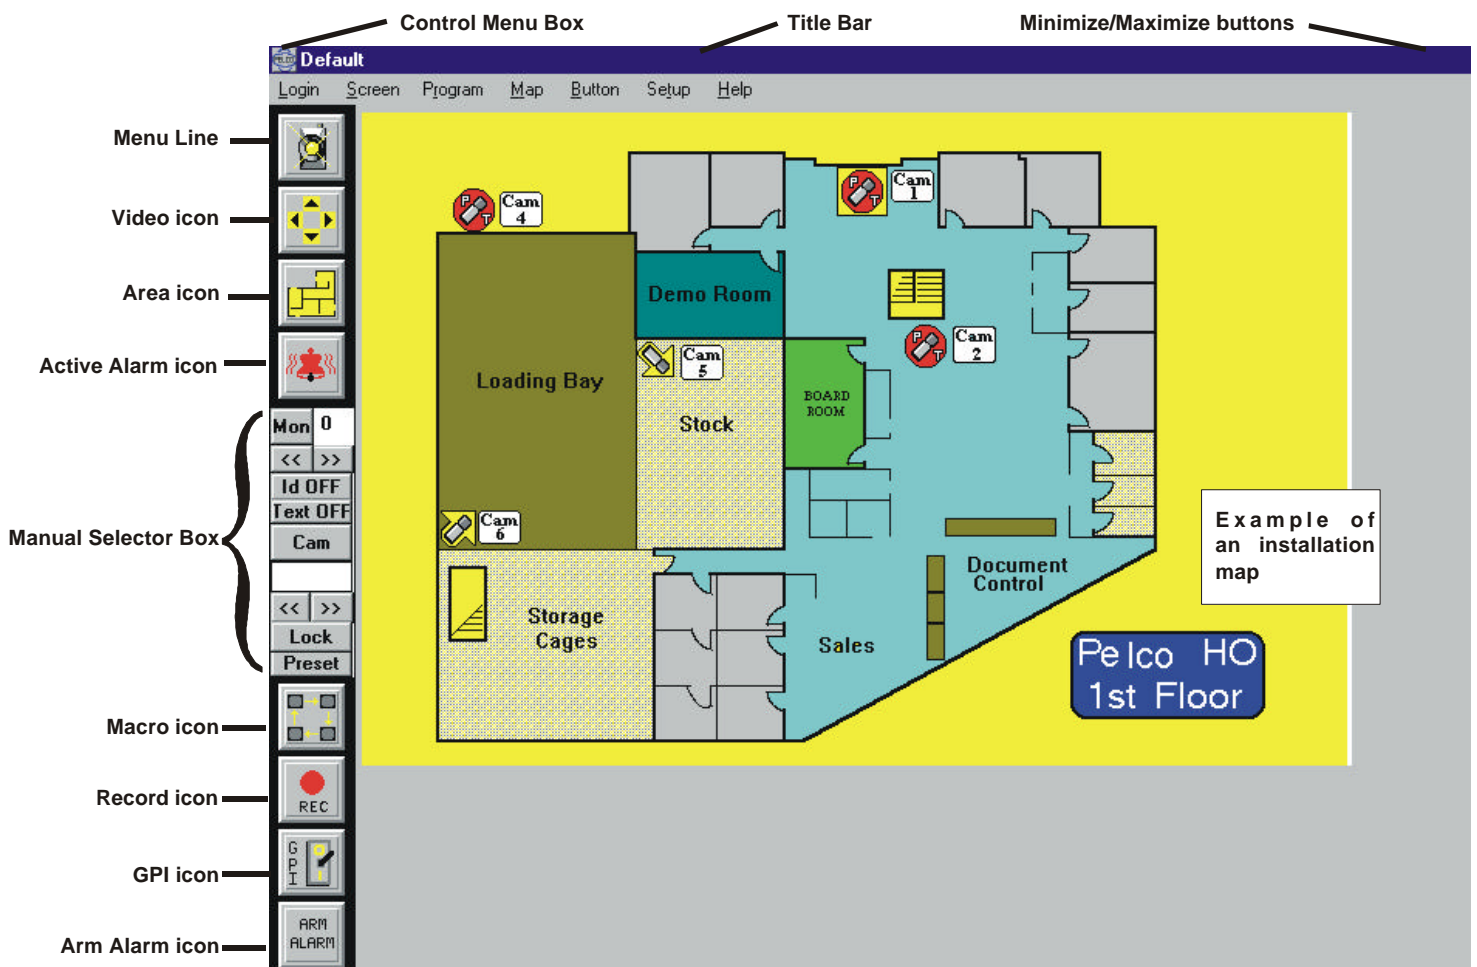 Control Menu Box
Title Bar
Minimize/Maximize buttons
Default
Login Screen Program Map Button Setup Help
Menu Line
Video icon
Area icon
Active Alarm icon
Manual Selector Box
Macro icon
Record icon
GPI icon
Arm Alarm icon
Mon 0
<< >>
Id OFF
Text OFF
Cam
<< >>
Lock
Preset
REC
GPI
ARM
ALARM
P T
Cam
4
P T
Cam
1
Demo Room
P T
Cam
2
Cam
5
Loading Bay
BOARD
ROOM
Stock
Cam
6
Example of
an installation
map
Document
Control
Storage
Cages
Sales
Pelco HO
1st Floor